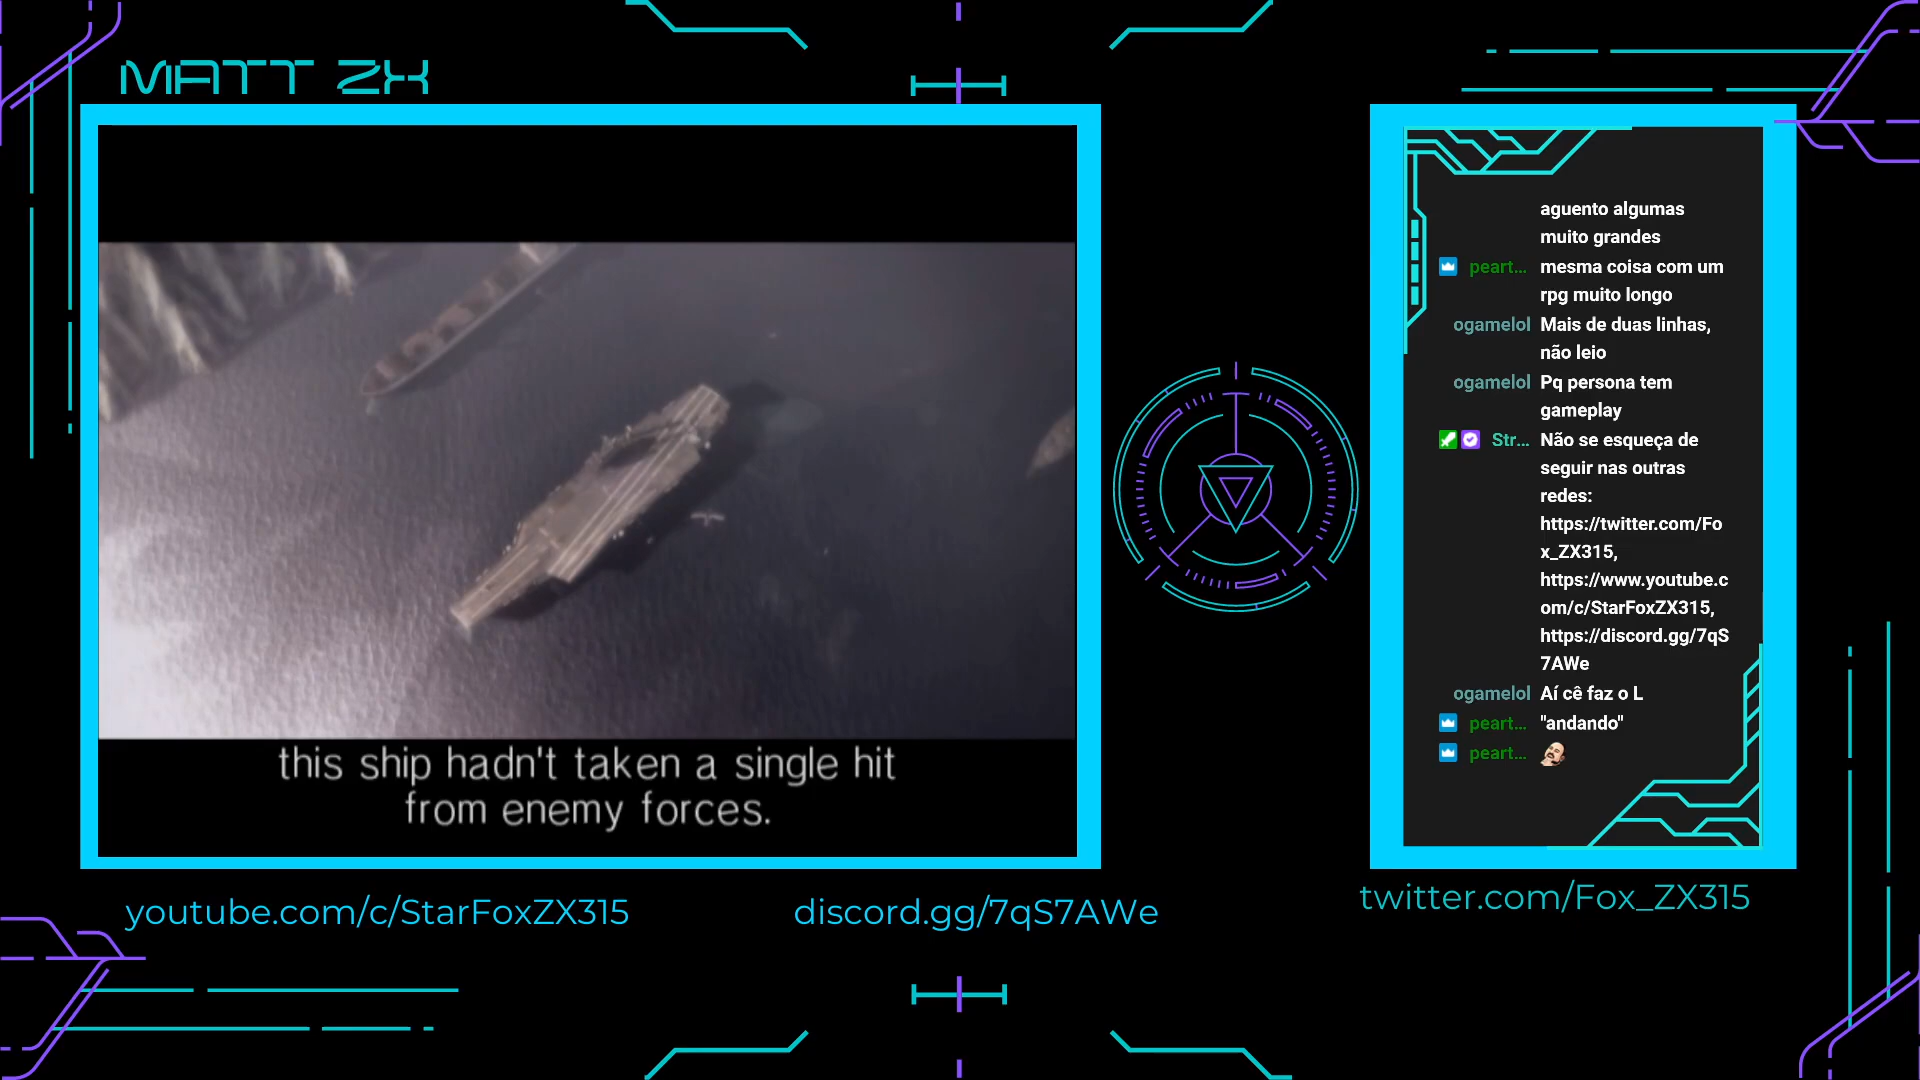 MATT ZX
this ship hadn't taken a single hit
from enemy forces.
youtube.com/c/StarFoxZX315
discord.gg/7qS7AWe
aguento algumas
muito grandes
peart... mesma coisa com um
rpg muito longo
ogamelol Mais de duas linhas,
não leio
ogamelol Pq persona tem
gameplay
Str... Não se esqueça de
seguir nas outras
redes:
https://twitter.com/Fo
x_ZX315,
https://www.youtube.c
om/c/StarFoxZX315,
https://discord.gg/7qS
7AWe
ogamelol Aí cê faz o L
peart... "andando"
peart...
twitter.com/Fox_ZX315